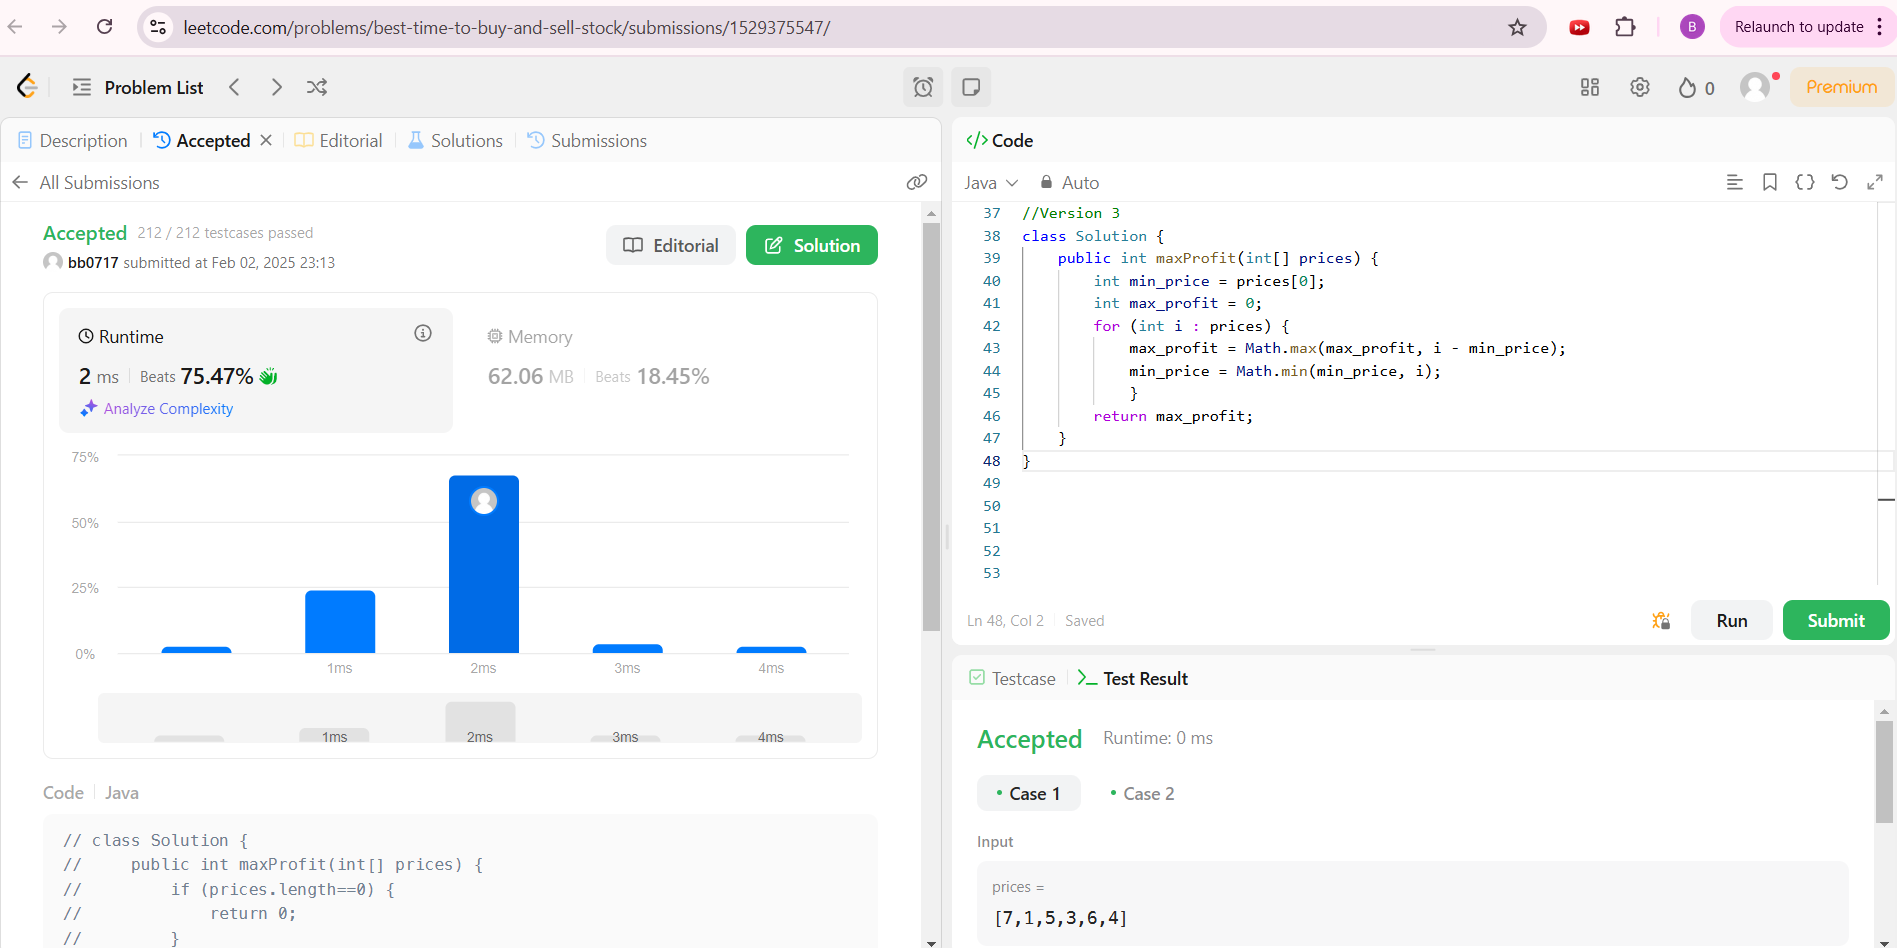 leetcode.com/problems/best-time-to-buy-and-sell-stock/submissions/1529375547/
B
Relaunch to update
Problem List
0
Premium
Description
Accepted
Editorial
Solutions
Submissions
All Submissions
Accepted 212 / 212 testcases passed
bb0717 submitted at Feb 02, 2025 23:13
Editorial
Solution
Runtime
2 ms Beats 75.47%
Analyze Complexity
Memory
62.06 MB Beats 18.45%
75%
50%
25%
0%
1ms 2ms 3ms 4ms
1ms 2ms 3ms 4ms
Code Java
// class Solution {
//     public int maxProfit(int[] prices) {
//         if (prices.length==0) {
//             return 0;
//         }
</> Code
Java Auto
37 //Version 3
38 class Solution {
39     public int maxProfit(int[] prices) {
40         int min_price = prices[0];
41         int max_profit = 0;
42         for (int i : prices) {
43             max_profit = Math.max(max_profit, i - min_price);
44             min_price = Math.min(min_price, i);
45             }
46         return max_profit;
47     }
48 }
49
50
51
52
53
Ln 48, Col 2 Saved
Run
Submit
Testcase
Test Result
Accepted Runtime: 0 ms
Case 1
Case 2
Input
prices =
[7,1,5,3,6,4]